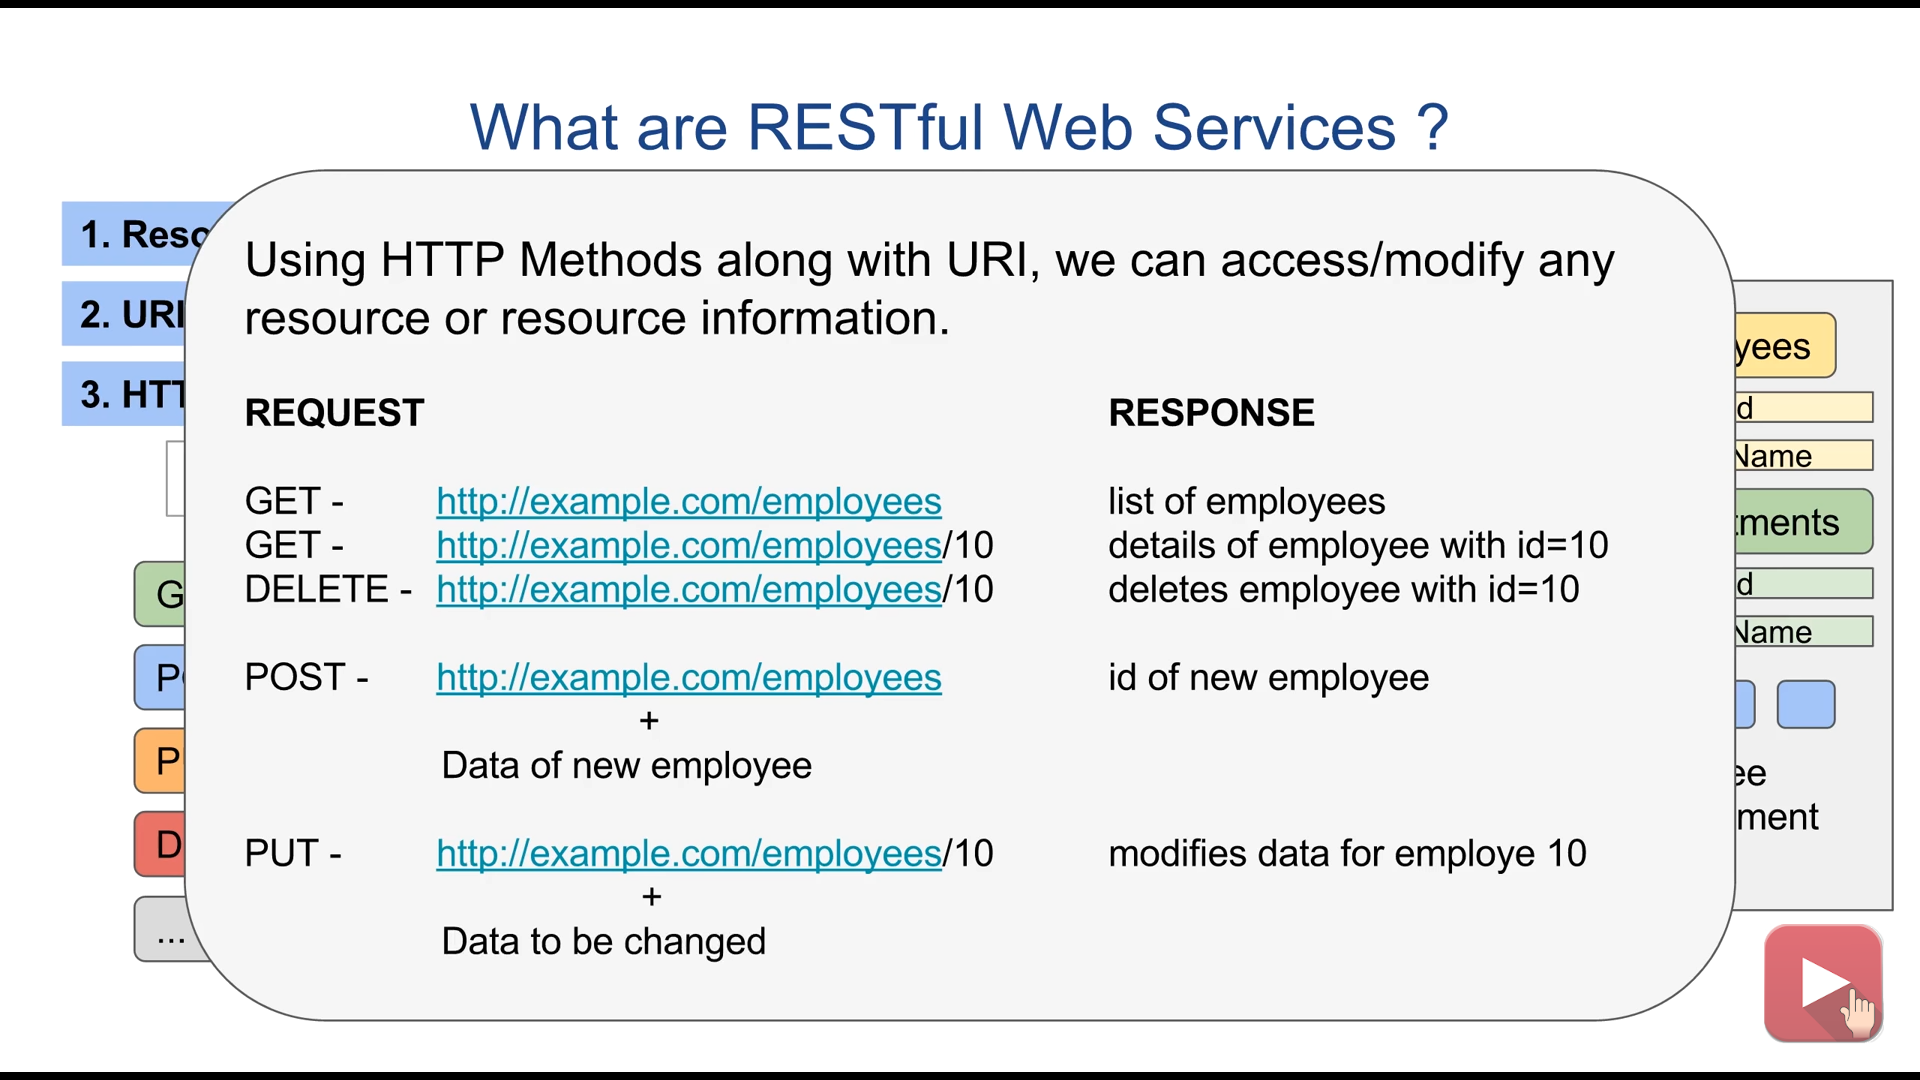 What are RESTful Web Services ?
1. Reso
2. URI
3. HTT
Using HTTP Methods along with URI, we can access/modify any
resource or resource information.
REQUEST RESPONSE
GET - http://example.com/employees list of employees
GET - http://example.com/employees/10 details of employee with id=10
DELETE - http://example.com/employees/10 deletes employee with id=10
POST - http://example.com/employees id of new employee
+
Data of new employee
PUT - http://example.com/employees/10 modifies data for employe 10
+
Data to be changed
G
P
D
...
yees
d
Name
tments
d
Name
ee
ment